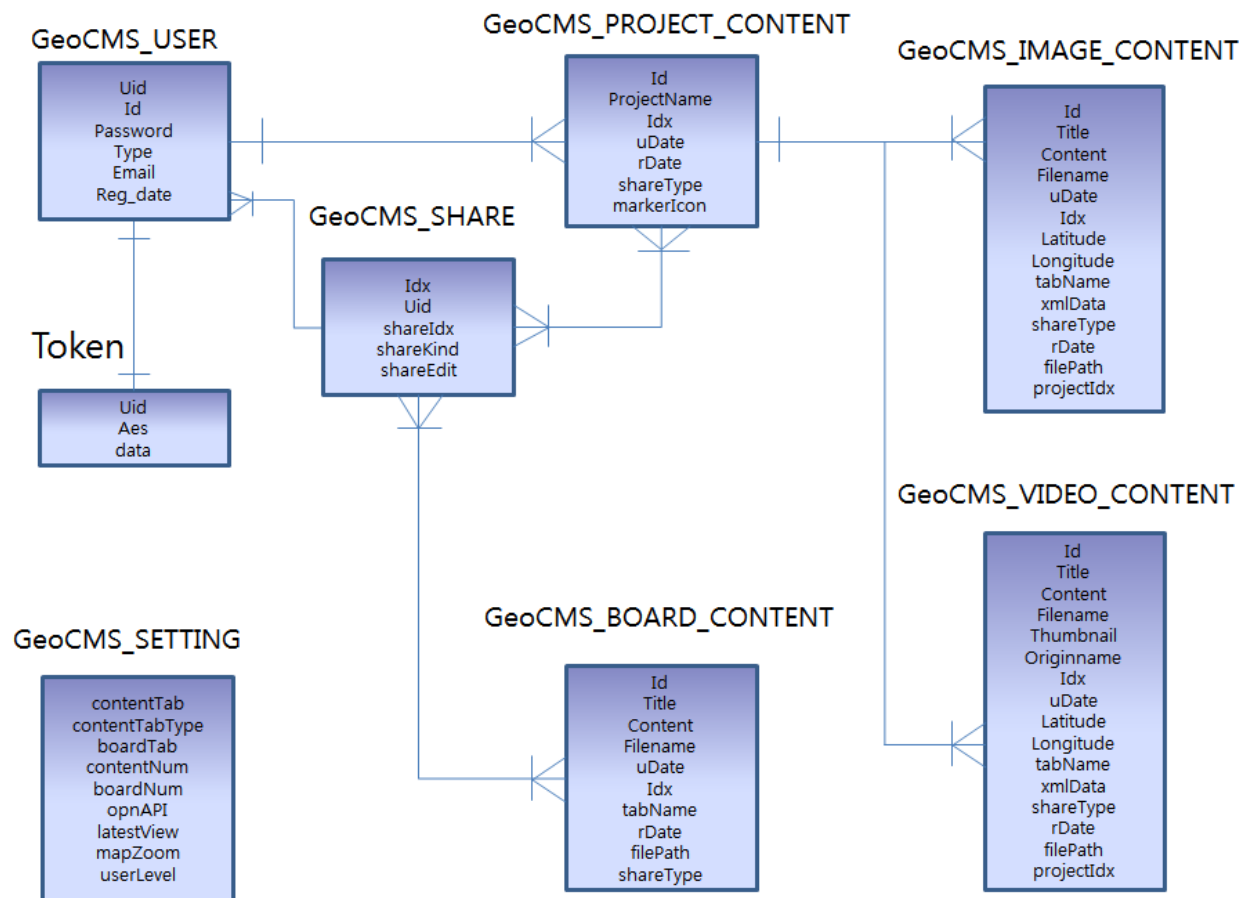 GeoCMS_USER
Uid
Id
Password
Type
Email
Reg_date
GeoCMS_PROJECT_CONTENT
Id
ProjectName
Idx
uDate
rDate
shareType
markerIcon
GeoCMS_IMAGE_CONTENT
Id
Title
Content
Filename
uDate
Idx
Latitude
Longitude
tabName
xmlData
shareType
rDate
filePath
projectIdx
GeoCMS_SHARE
Idx
Uid
shareIdx
shareKind
shareEdit
Token
Uid
Aes
data
GeoCMS_VIDEO_CONTENT
Id
Title
Content
Filename
Thumbnail
Originname
Idx
uDate
Latitude
Longitude
tabName
xmlData
shareType
rDate
filePath
projectIdx
GeoCMS_BOARD_CONTENT
Id
Title
Content
Filename
uDate
Idx
tabName
rDate
filePath
shareType
GeoCMS_SETTING
contentTab
contentTabType
boardTab
contentNum
boardNum
opnAPI
latestView
mapZoom
userLevel